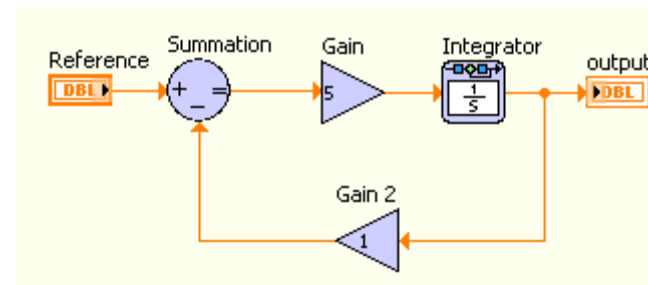 Reference
Summation
Gain
Integrator
output
DBL
+
−
=
5
1
S
DBL
Gain 2
1